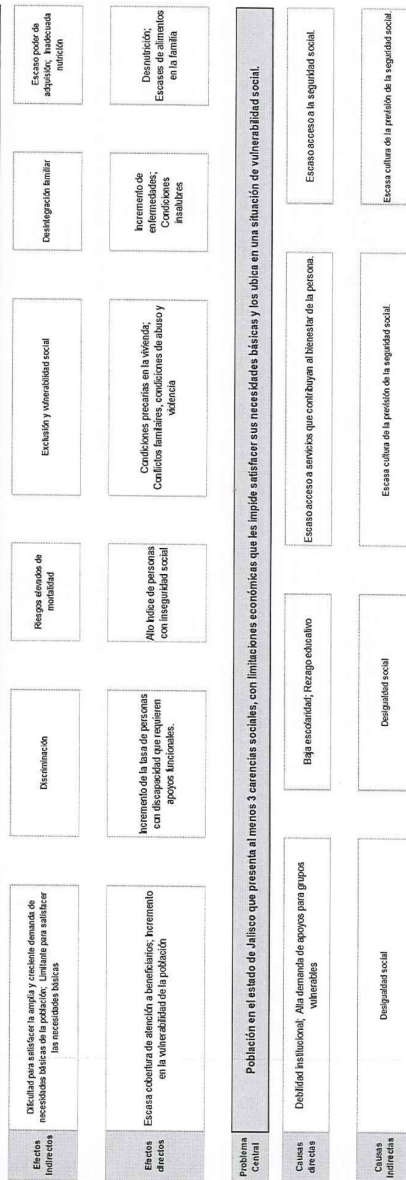 Efectos
Indirectos
Dificultad para satisfacer la amplia y creciente demanda de
necesidades básicas de la población; Limitante para satisfacer
las necesidades básicas
Discriminación
Riesgos elevados de
mortalidad
Exclusión y vulnerabilidad social
Desintegración familiar
Escaso poder de
adquisión; Inadecuada
nutrición
Efectos
directos
Escasa cobertura de atención a beneficiarios; Incremento
en la vulnerabilidad de la población
Incremento de la tasa de personas
con discapacidad que requieren
apoyos funcionales.
Alto índice de personas
con inseguridad social
Condiciones precarias en la vivienda;
Conflictos familiares, condiciones de abuso y
violencia
Incremento de
enfermedades;
Condiciones
insalubres
Desnutrición;
Escases de alimentos
en la familia
Problema
Central
Población en el estado de Jalisco que presenta al menos 3 carencias sociales, con limitaciones económicas que les impide satisfacer sus necesidades básicas y los ubica en una situación de vulnerabilidad social.
Causas
directas
Debilidad institucional; Alta demanda de apoyos para grupos
vulnerables
Baja escolaridad; Rezago educativo
Escaso acceso a servicios que contribuyan al bienestar de la persona.
Escaso acceso a la seguridad social.
Causas
Indirectas
Desigualdad social
Desigualdad social
Escasa cultura de la previsión de la seguridad social.
Escasa cultura de la previsión de la seguridad social.